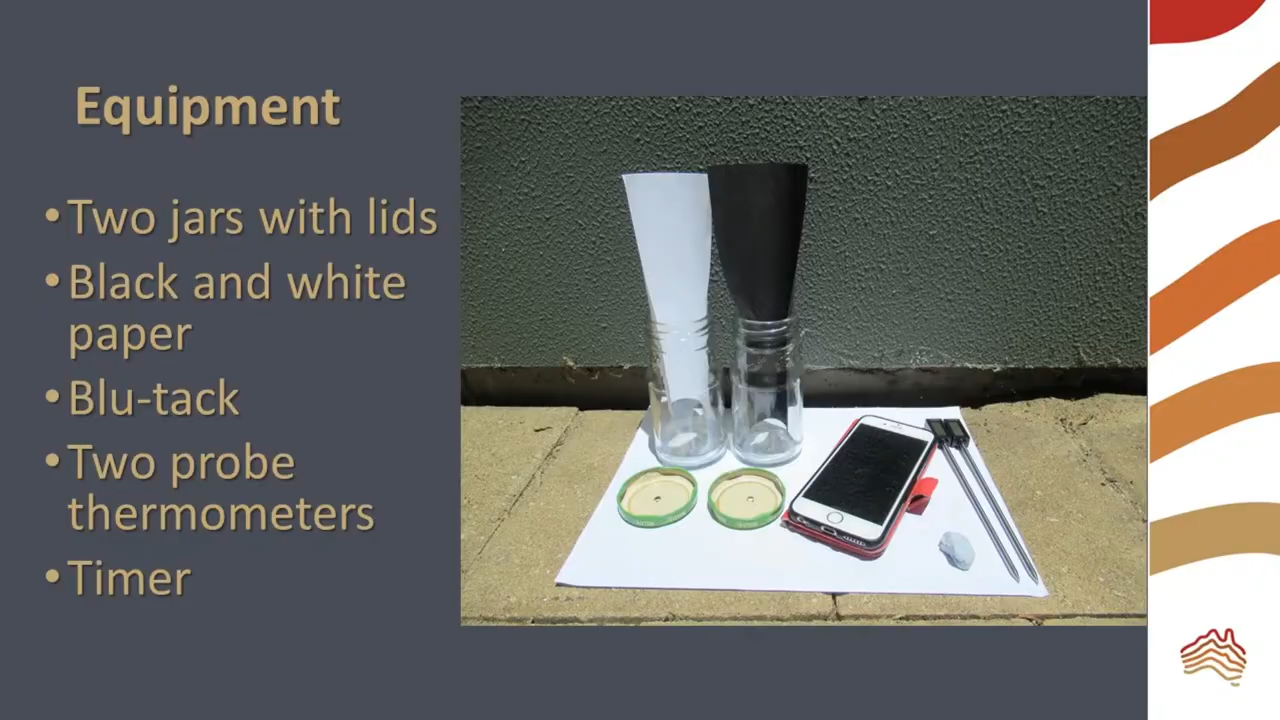 Equipment
• Two jars with lids
• Black and white
paper
• Blu-tack
• Two probe
thermometers
• Timer